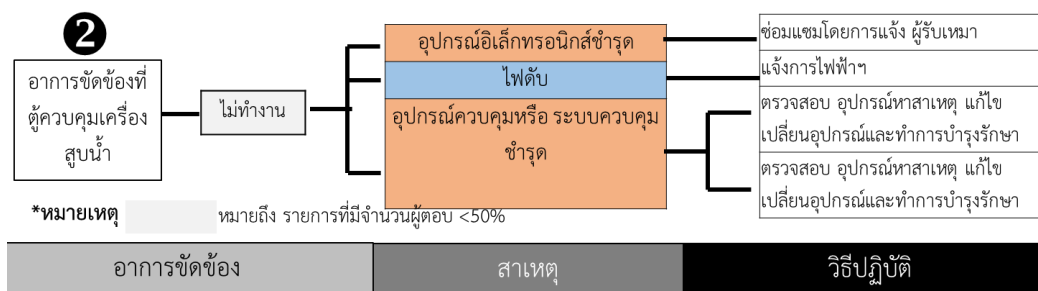 2
อาการขัดข้องที่
ตู้ควบคุมเครื่อง
สูบน้ำ
ไม่ทำงาน
อุปกรณ์อิเล็กทรอนิกส์ชำรุด
ไฟดับ
อุปกรณ์ควบคุมหรือ ระบบควบคุม
ชำรุด
ซ่อมแซมโดยการแจ้ง ผู้รับเหมา
แจ้งการไฟฟ้าฯ
ตรวจสอบ อุปกรณ์หาสาเหตุ แก้ไข
เปลี่ยนอุปกรณ์และทำการบำรุงรักษา
ตรวจสอบ อุปกรณ์หาสาเหตุ แก้ไข
เปลี่ยนอุปกรณ์และทำการบำรุงรักษา
*หมายเหตุ หมายถึง รายการที่มีจำนวนผู้ตอบ <50%
อาการขัดข้อง
สาเหตุ
วิธีปฏิบัติ